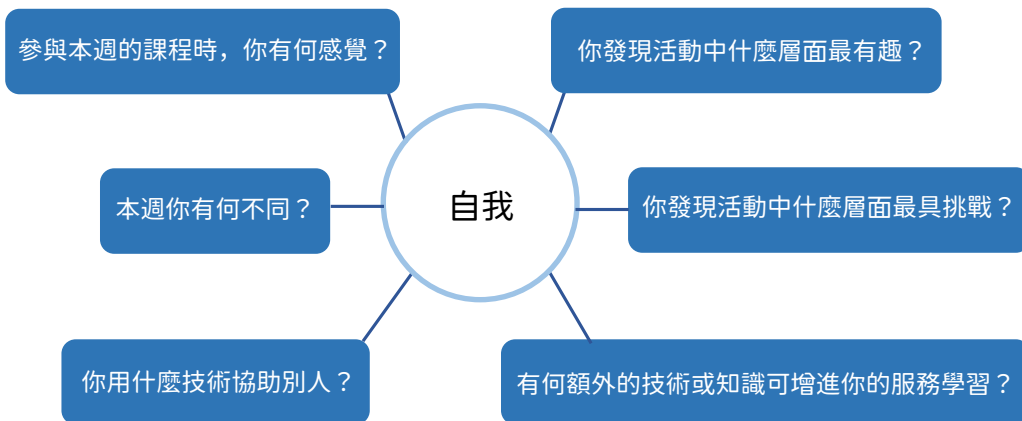 參與本週的課程時，你有何感覺？
你發現活動中什麼層面最有趣？
本週你有何不同？
自我
你發現活動中什麼層面最具挑戰？
你用什麼技術協助別人？
有何額外的技術或知識可增進你的服務學習？